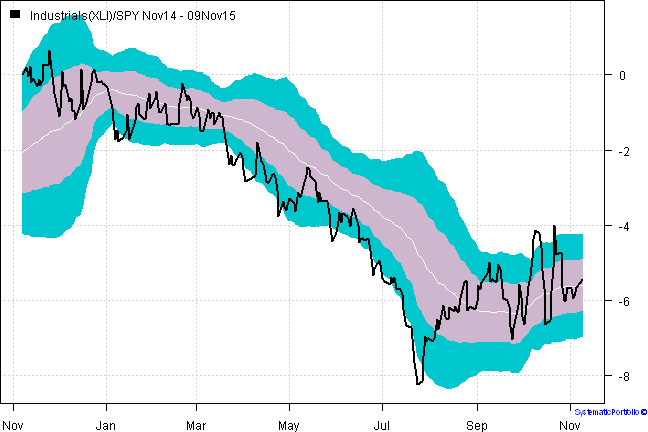 Industrials(XLI)/SPY Nov14 - 09Nov15
0
-2
-4
-6
-8
Nov Jan Mar May Jul Sep Nov
SystematicPortfolio ©